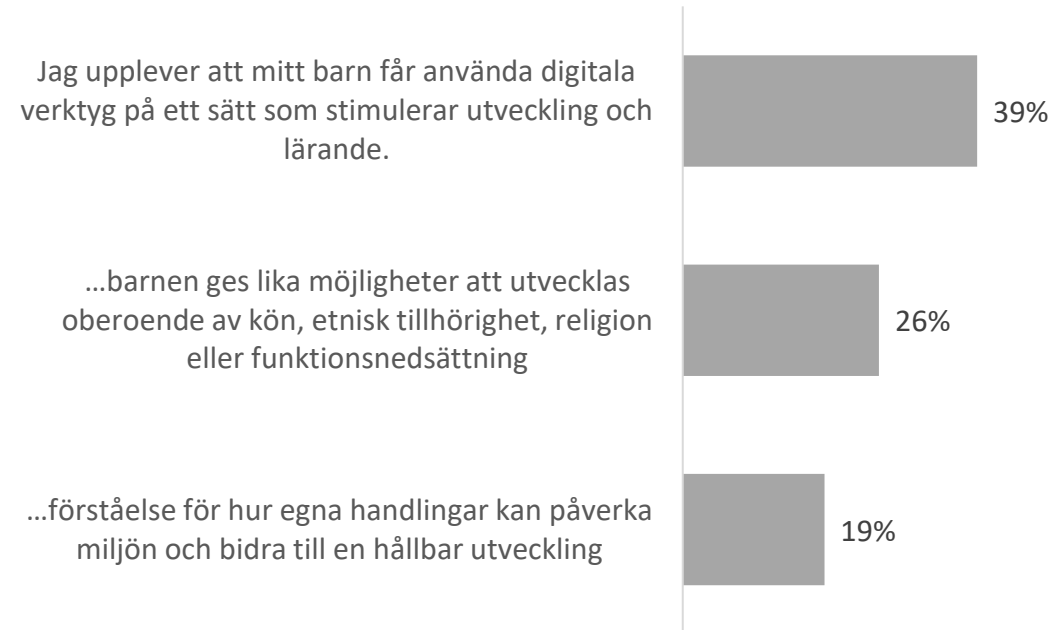 Jag upplever att mitt barn får använda digitala
verktyg på ett sätt som stimulerar utveckling och
lärande.
39%
…barnen ges lika möjligheter att utvecklas
oberoende av kön, etnisk tillhörighet, religion
eller funktionsnedsättning
26%
…förståelse för hur egna handlingar kan påverka
miljön och bidra till en hållbar utveckling
19%